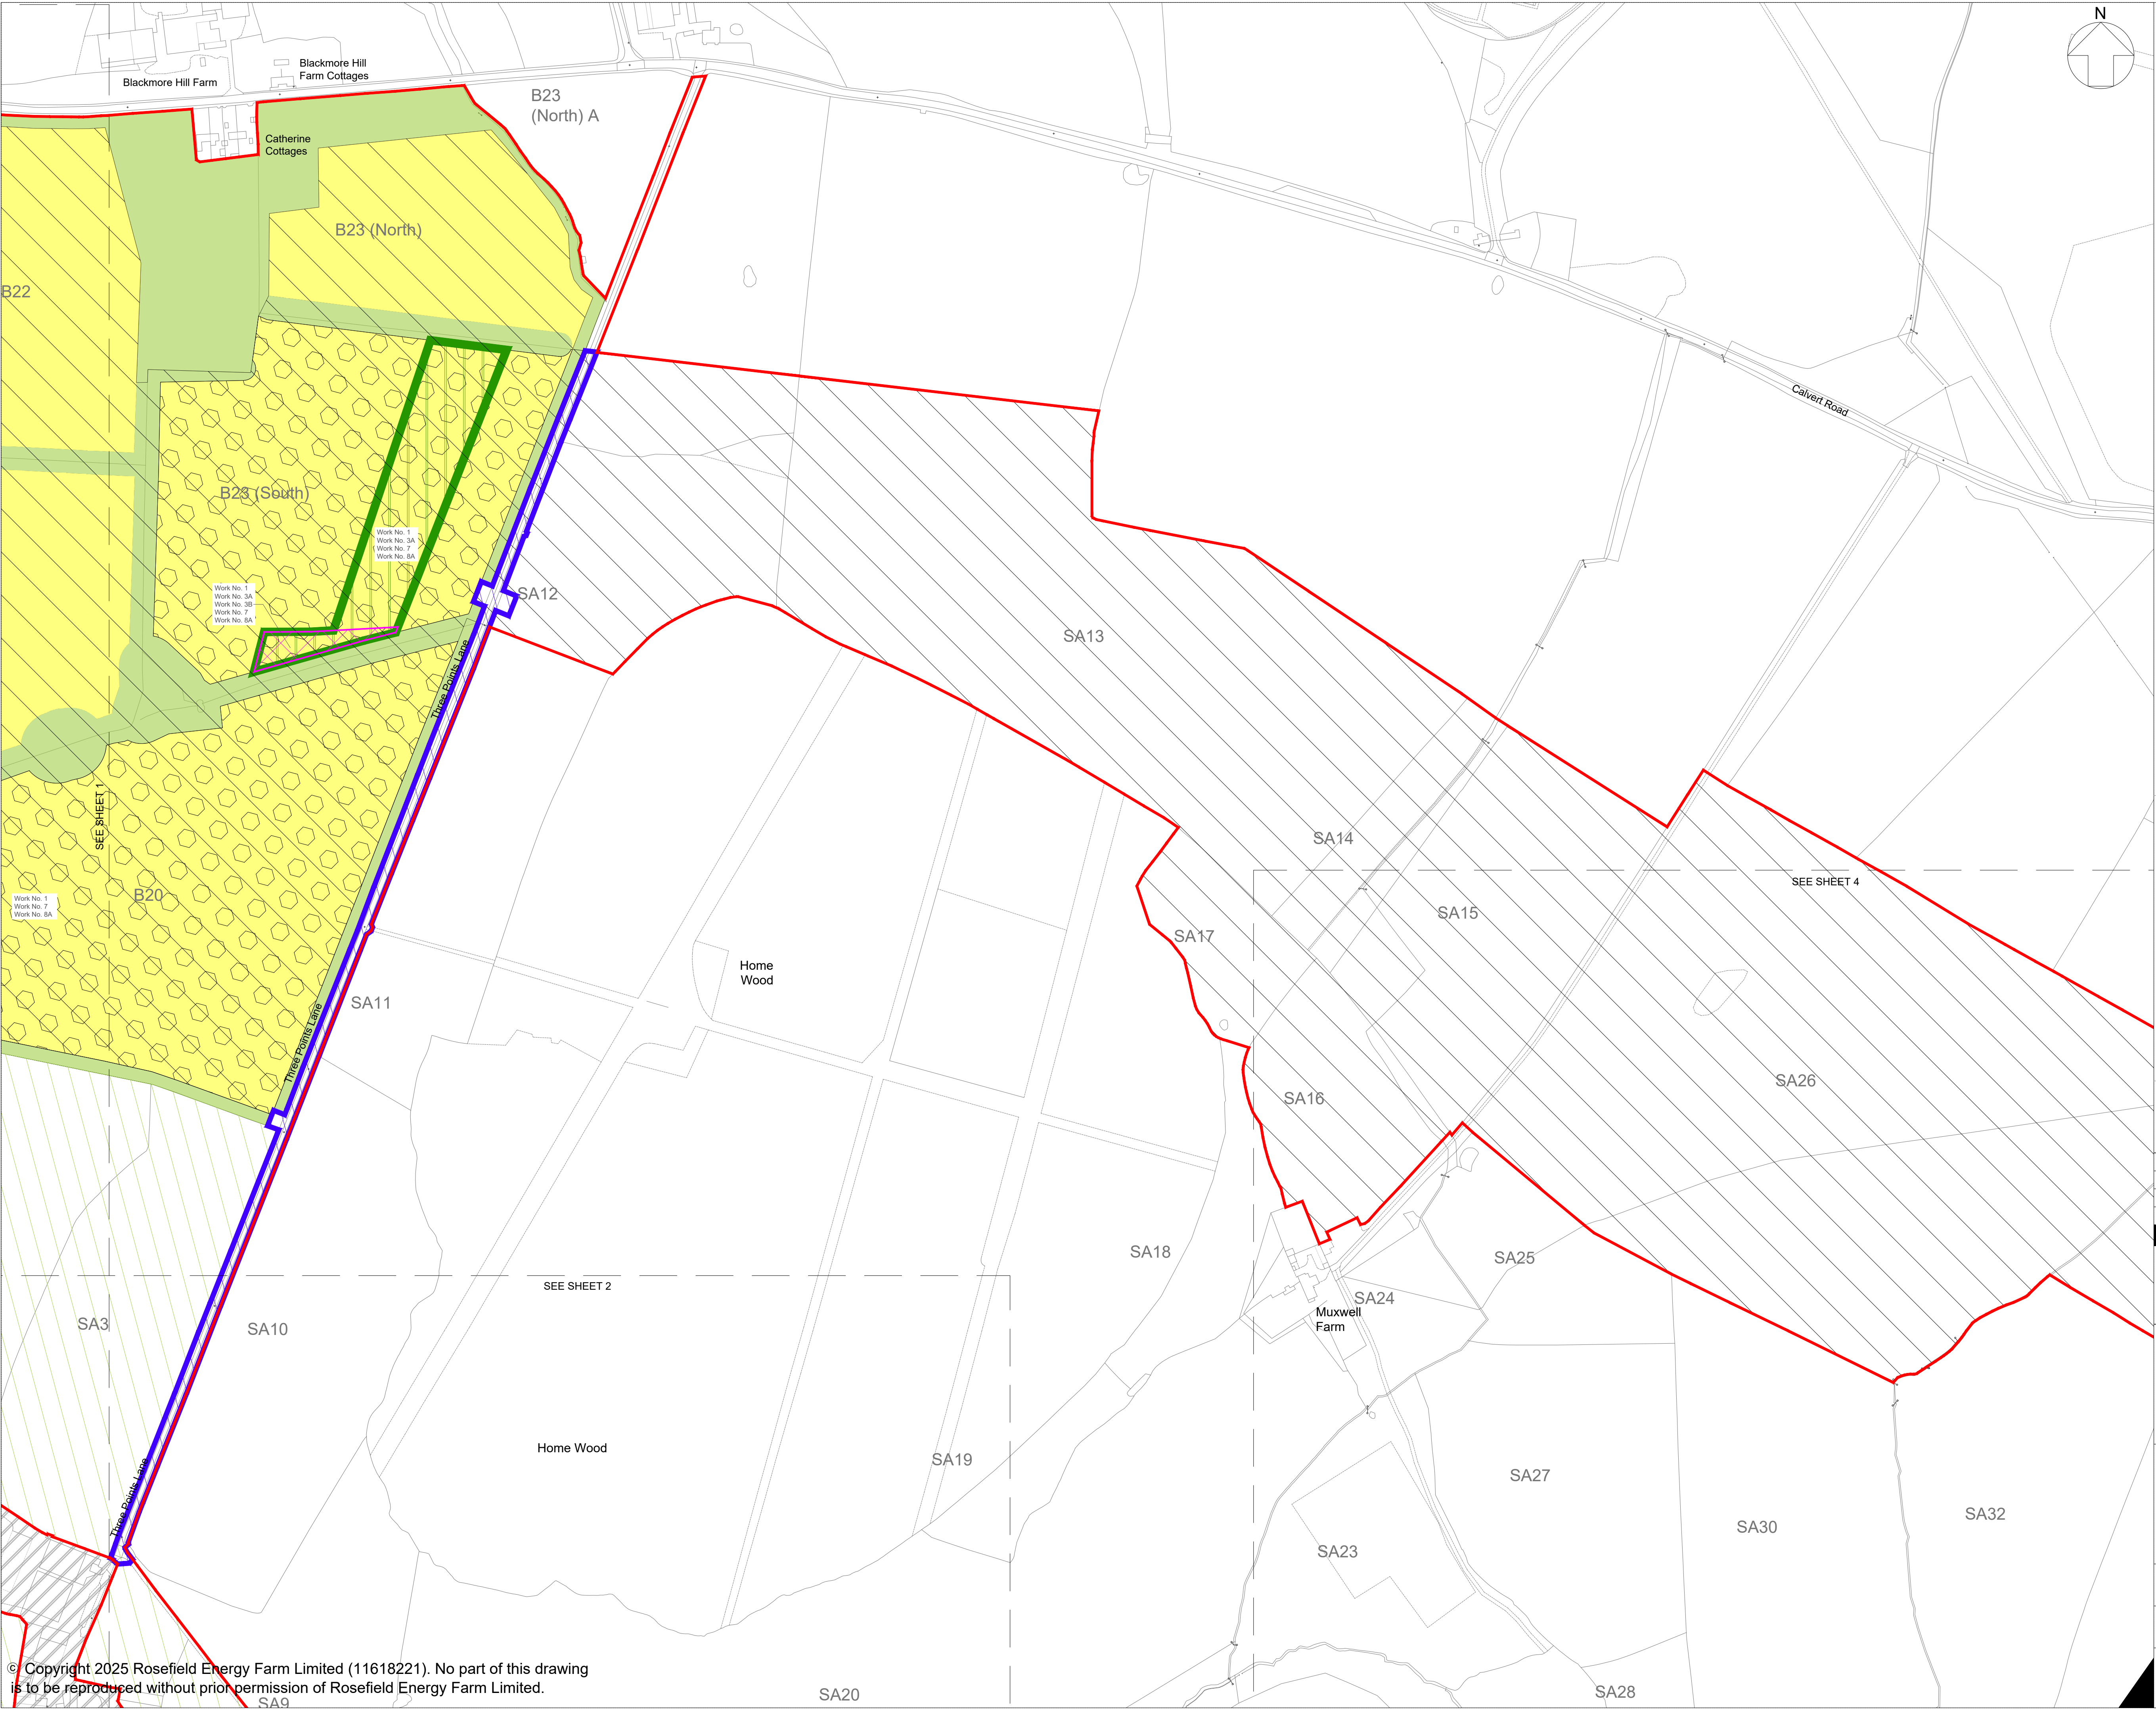 N
Blackmore Hill Farm
Blackmore Hill
Farm Cottages
Catherine
Cottages
B23
(North) A
B23 (North)
B22
Calvert Road
B23 (South)
Work No. 1
Work No. 3A
Work No. 7
Work No. 8A
Work No. 1
Work No. 3A
Work No. 3B
Work No. 7
Work No. 8A
SA12
SA13
Three Points Lane
SEE SHEET 1
SA14
SEE SHEET 4
B20
Work No. 1
Work No. 7
Work No. 8A
SA15
SA17
Home
Wood
SA11
Three Points Lane
SA16
SA26
SA18
SA25
SEE SHEET 2
SA24
Muxwell
Farm
SA3
SA10
Home Wood
SA19
SA27
Three Points Lane
SA23
SA30
SA32
© Copyright 2025 Rosefield Energy Farm Limited (11618221). No part of this drawing
is to be reproduced without prior permission of Rosefield Energy Farm Limited.
SA9
SA20
SA28